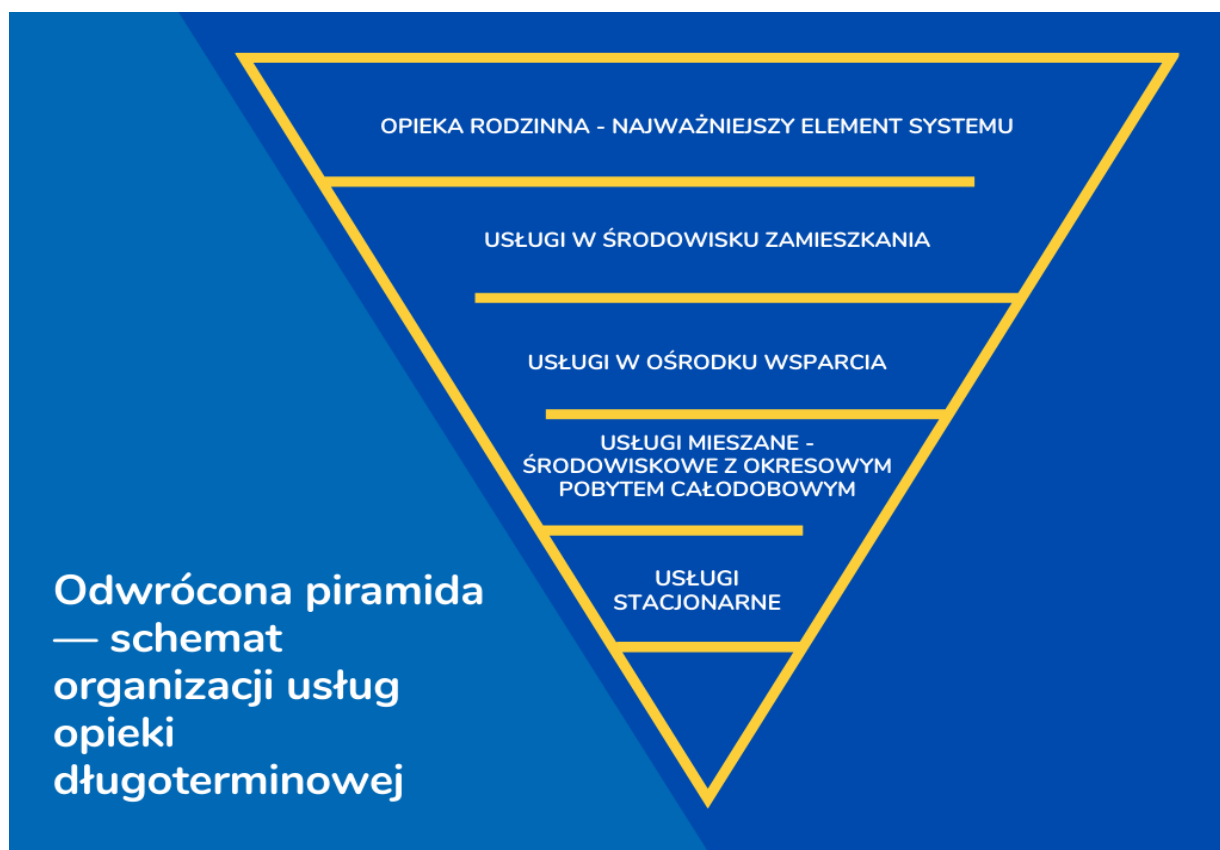 OPIEKA RODZINNA - NAJWAŻNIEJSZY ELEMENT SYSTEMU
USŁUGI W ŚRODOWISKU ZAMIESZKANIA
USŁUGI W OŚRODKU WSPARCIA
USŁUGI MIESZANE -
ŚRODOWISKOWE Z OKRESOWYM
POBYTEM CAŁODOBOWYM
USŁUGI
STACJONARNE
Odwrócona piramida
— schemat
organizacji usług
opieki
długoterminowej